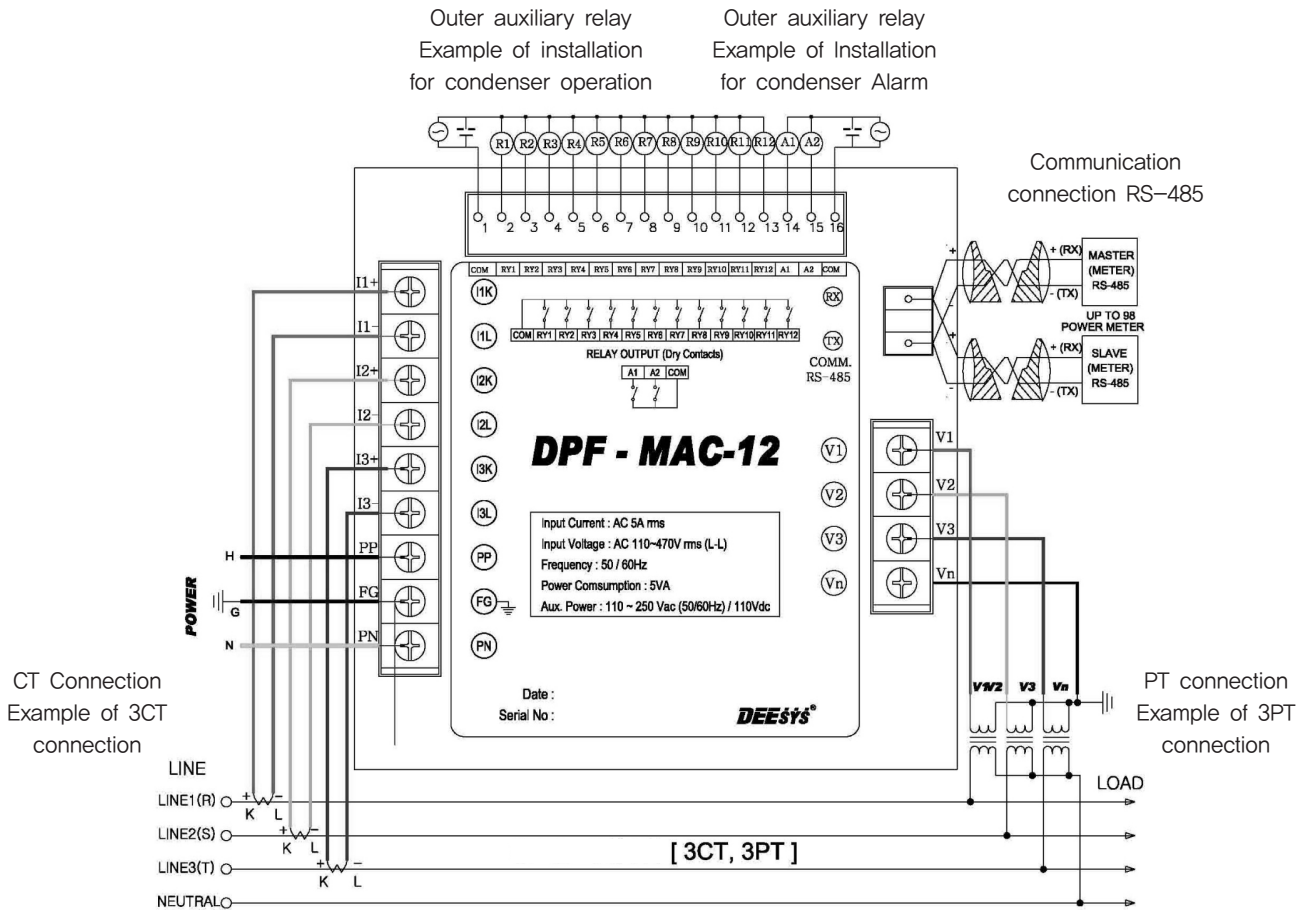 Outer auxiliary relay
Example of installation
for condenser operation
Outer auxiliary relay
Example of Installation
for condenser Alarm
R1 R2 R3 R4 R5 R6 R7 R8 R9 R10 R11 R12 A1 A2
1 2 3 4 5 6 7 8 9 10 11 12 13 14 15 16
COM RY1 RY2 RY3 RY4 RY5 RY6 RY7 RY8 RY9 RY10 RY11 RY12 A1 A2 COM
Communication
connection RS-485
+ + (RX)
- - (TX)
MASTER
(METER)
RS-485
UP TO 98
POWER METER
+ + (RX)
- - (TX)
SLAVE
(METER)
RS-485
I1+ I1K
I1- I1L
I2+ I2K
I2- I2L
I3+ I3K
I3- I3L
H PP PP
G FG FG
N PN PN
POWER
COM RY1 RY2 RY3 RY4 RY5 RY6 RY7 RY8 RY9 RY10 RY11 RY12
RELAY OUTPUT (Dry Contacts)
A1 A2 COM
RX
TX
COMM.
RS-485
DPF - MAC-12
V1 V1
V2 V2
V3 V3
Vn Vn
Input Current : AC 5A rms
Input Voltage : AC 110~470V rms (L-L)
Frequency : 50 / 60Hz
Power Comsumption : 5VA
Aux. Power : 110 ~ 250 Vac (50/60Hz) / 110Vdc
Date :
Serial No :
DEESYS®
CT Connection
Example of 3CT
connection
V1 V2 V3 Vn
PT connection
Example of 3PT
connection
LINE
LOAD
LINE1(R) + - K L
LINE2(S) + - K L
LINE3(T) + - K L
[ 3CT, 3PT ]
NEUTRAL